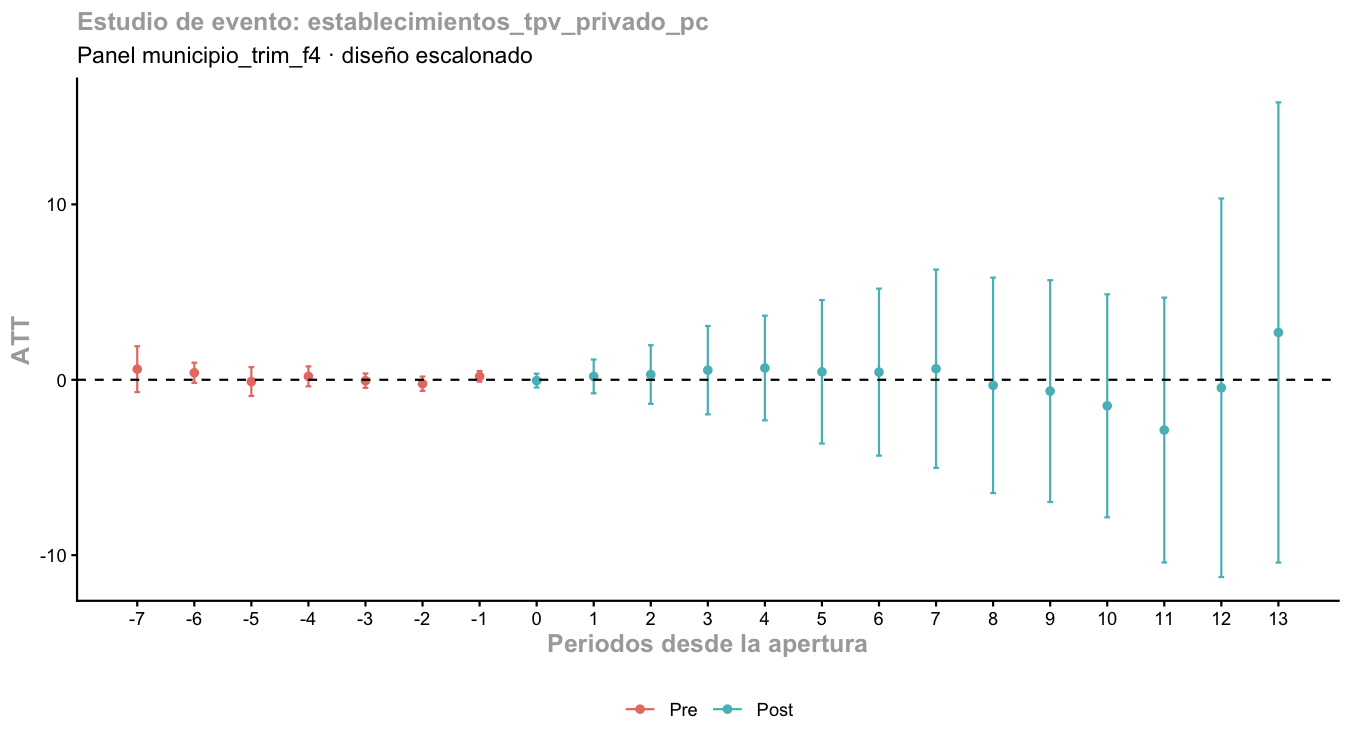 Estudio de evento: establecimientos_tpv_privado_pc
Panel municipio_trim_f4 · diseño escalonado
ATT
10
0
-10
-7 -6 -5 -4 -3 -2 -1 0 1 2 3 4 5 6 7 8 9 10 11 12 13
Periodos desde la apertura
Pre Post